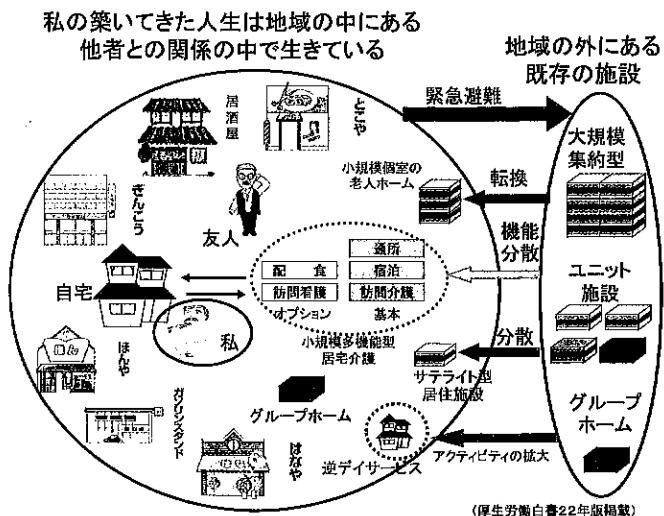 私の築いてきた人生は地域の中にある
他者との関係の中で生きている
地域の外にある
既存の施設
居酒屋
とこや
緊急避難
大規模
集約型
小規模個室の
老人ホーム
転換
ぎんこう
友人
機能
分散
通所
配 食
宿泊
訪問看護
訪問介護
オプション
基本
ユニット
施設
自宅
私
小規模多機能型
居宅介護
分散
ほんや
サテライト型
居住施設
ガソリンスタンド
グループホーム
グループ
ホーム
はなや
逆デイサービス
アクティビティの拡大
(厚生労働白書22年版掲載)